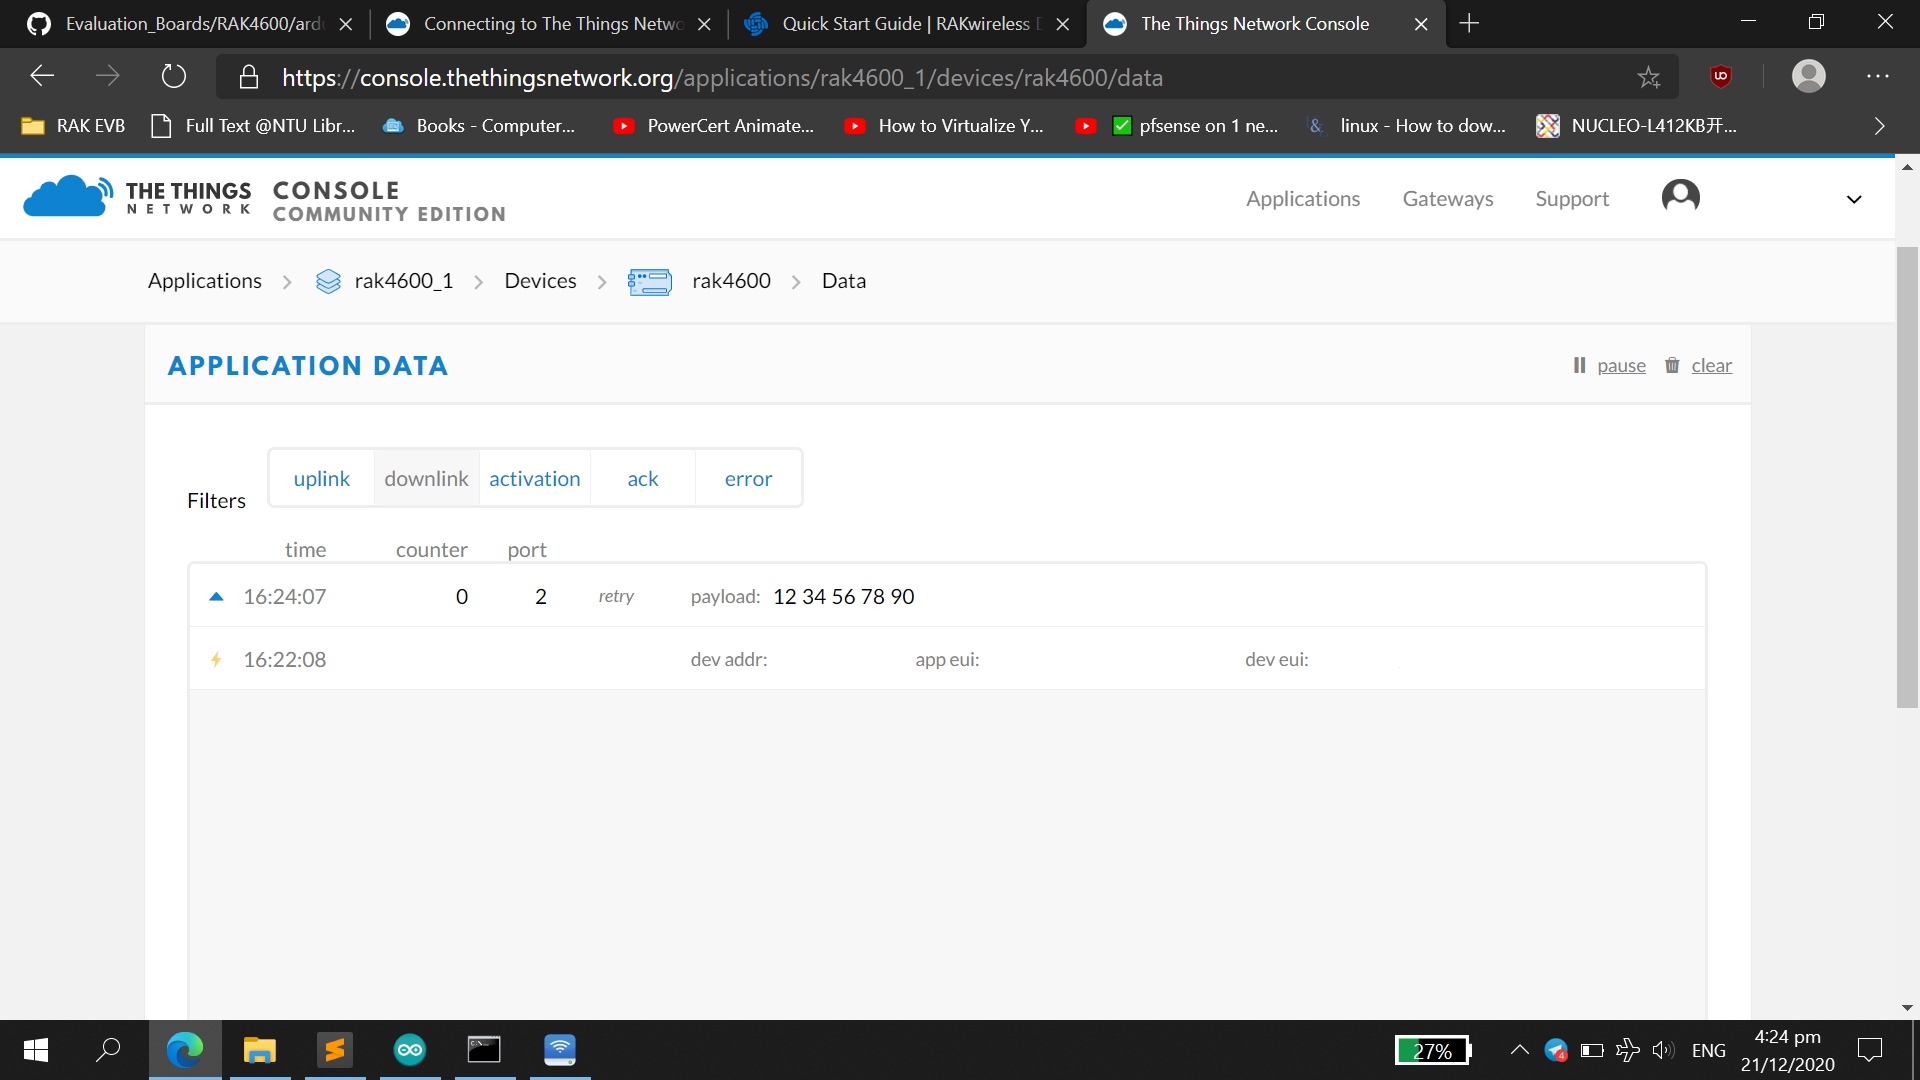 Evaluation_Boards/RAK4600/ard
Connecting to The Things Netwo
Quick Start Guide | RAKwireless D
The Things Network Console
https://console.thethingsnetwork.org/applications/rak4600_1/devices/rak4600/data
RAK EVB
Full Text @NTU Libr...
Books - Computer...
PowerCert Animate...
How to Virtualize Y...
pfsense on 1 ne...
linux - How to dow...
NUCLEO-L412KB开...
THE THINGS NETWORK
CONSOLE
COMMUNITY EDITION
Applications
Gateways
Support
Applications
rak4600_1
Devices
rak4600
Data
APPLICATION DATA
pause
clear
Filters
uplink
downlink
activation
ack
error
time counter port
16:24:07 0 2 retry payload: 12 34 56 78 90
16:22:08 dev addr: app eui: dev eui:
27%
4
ENG
4:24 pm
21/12/2020